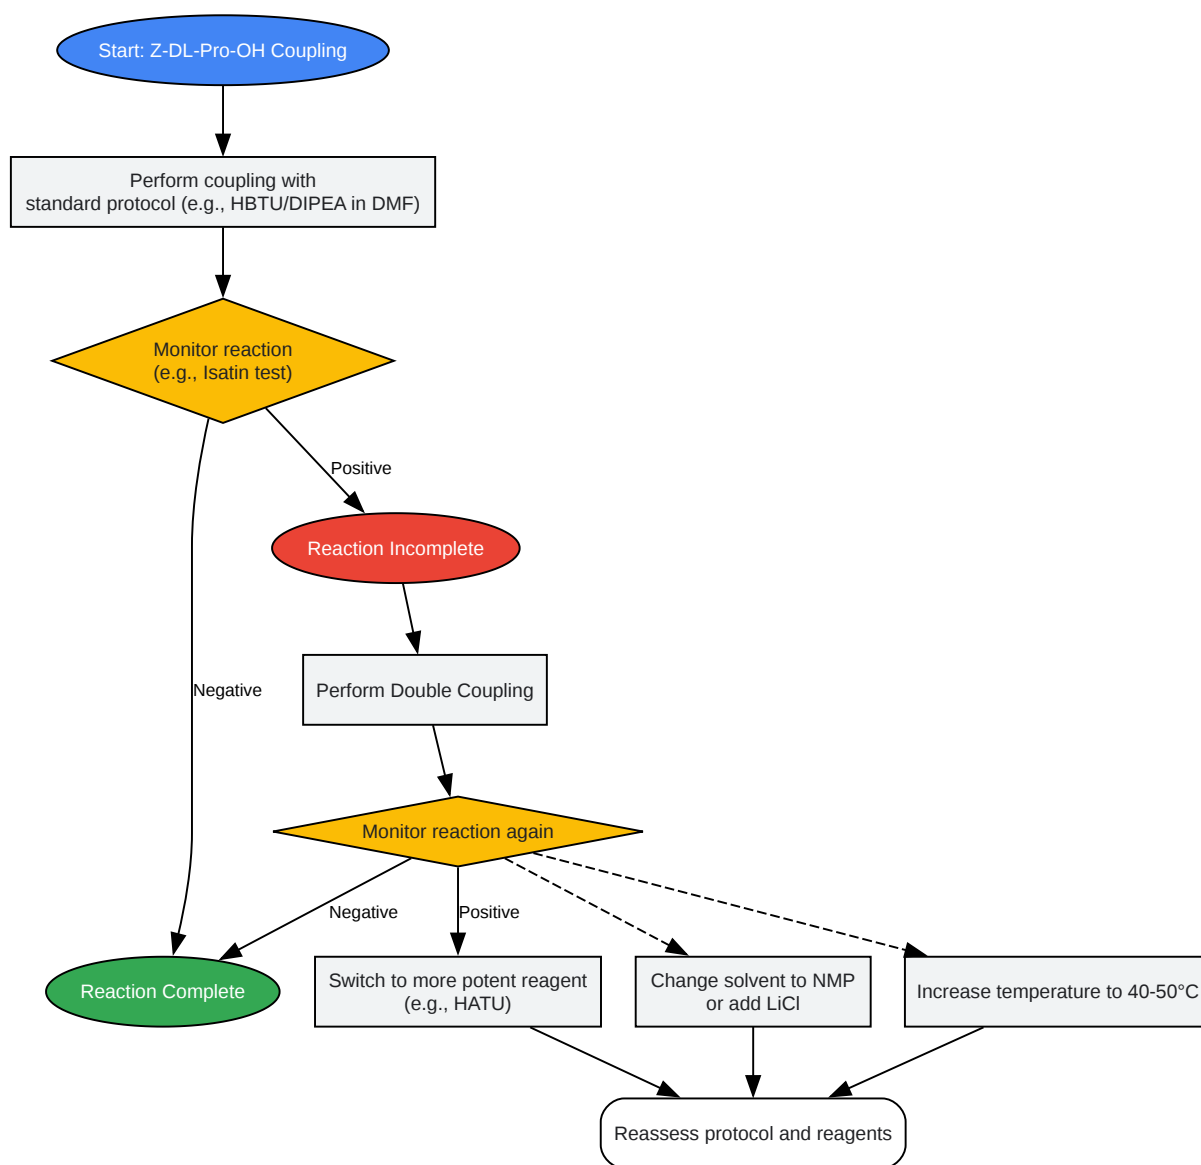 Start: Z-DL-Pro-OH Coupling
Perform coupling with
standard protocol (e.g., HBTU/DIPEA in DMF)
Monitor reaction
(e.g., Isatin test)
Positive
Reaction Incomplete
Negative
Perform Double Coupling
Monitor reaction again
Negative
Positive
Reaction Complete
Switch to more potent reagent
(e.g., HATU)
Change solvent to NMP
or add LiCl
Increase temperature to 40-50°C
Reassess protocol and reagents